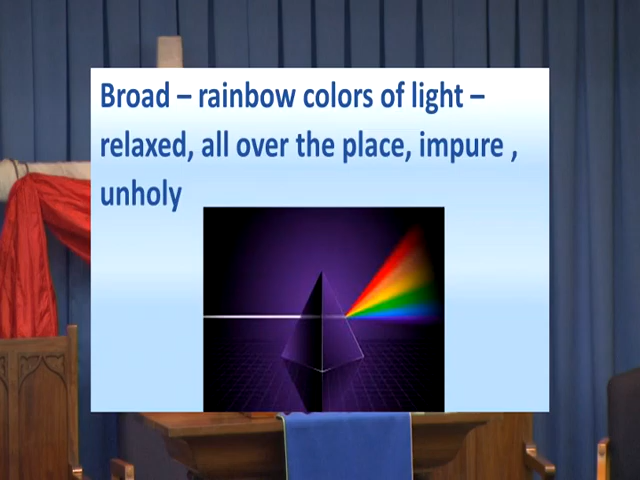 Broad – rainbow colors of light –
relaxed, all over the place, impure ,
unholy